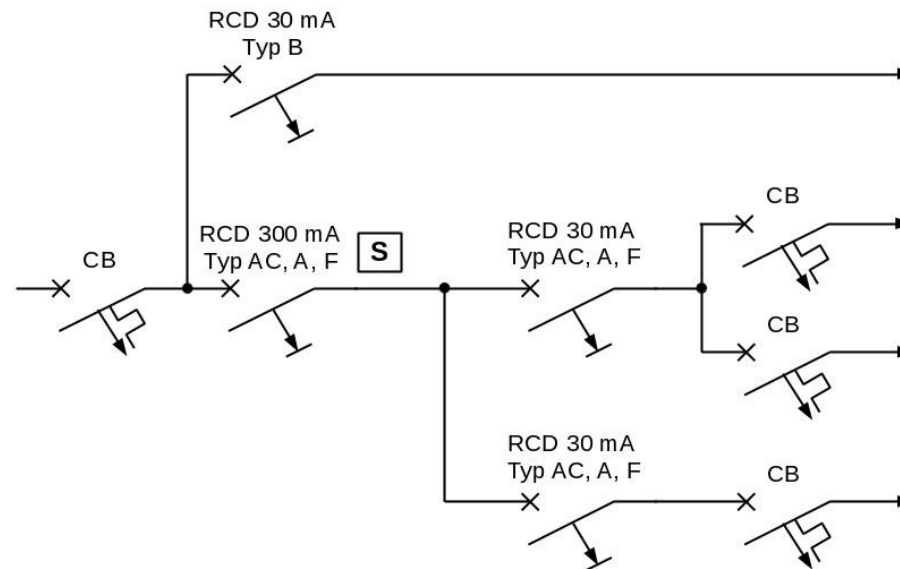 RCD 30 mA
Typ B
CB
RCD 300 mA
Typ AC, A, F
S
RCD 30 mA
Typ AC, A, F
CB
CB
RCD 30 mA
Typ AC, A, F
CB